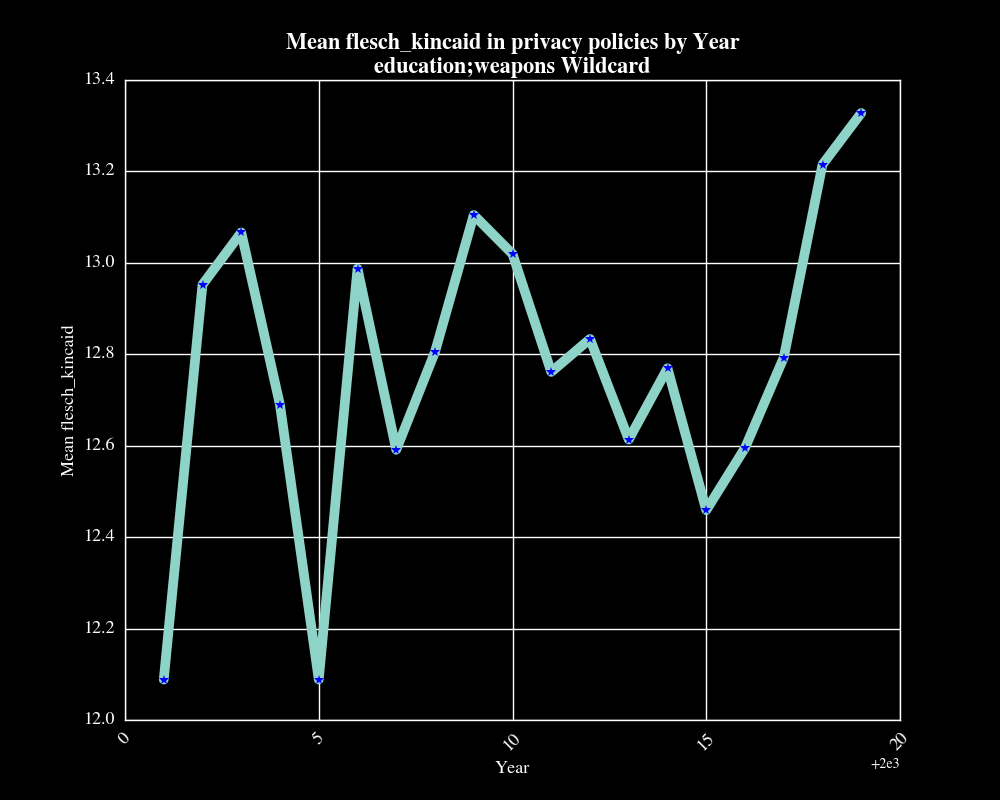 Mean flesch_kincaid in privacy policies by Year
education;weapons Wildcard
13.4
13.2
13.0
12.8
12.6
12.4
12.2
12.0
Mean flesch_kincaid
0
5
10
15
20
+2e3
Year